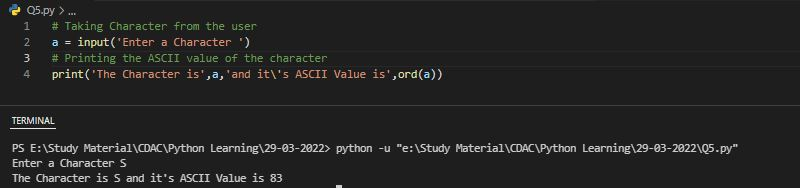 Q5.py > ...
1 # Taking Character from the user
2 a = input('Enter a Character ')
3 # Printing the ASCII value of the character
4 print('The Character is',a,'and it\'s ASCII Value is',ord(a))
TERMINAL
PS E:\Study Material\CDAC\Python Learning\29-03-2022> python -u "e:\Study Material\CDAC\Python Learning\29-03-2022\Q5.py"
Enter a Character S
The Character is S and it's ASCII Value is 83